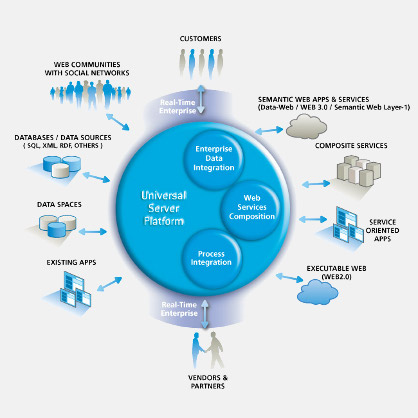 CUSTOMERS
WEB COMMUNITIES
WITH SOCIAL NETWORKS
Real-Time
Enterprise
SEMANTIC WEB APPS & SERVICES
(Data-Web / WEB 3.0 / Semantic Web Layer-1)
DATABASES / DATA SOURCES
( SQL, XML, RDF, OTHERS )
Enterprise
Data
Integration
COMPOSITE SERVICES
Universal
Server
Platform
Web
Services
Composition
DATA SPACES
SERVICE
ORIENTED
APPS
EXISTING APPS
Process
Integration
EXECUTABLE WEB
(WEB2.0)
Real-Time
Enterprise
VENDORS &
PARTNERS